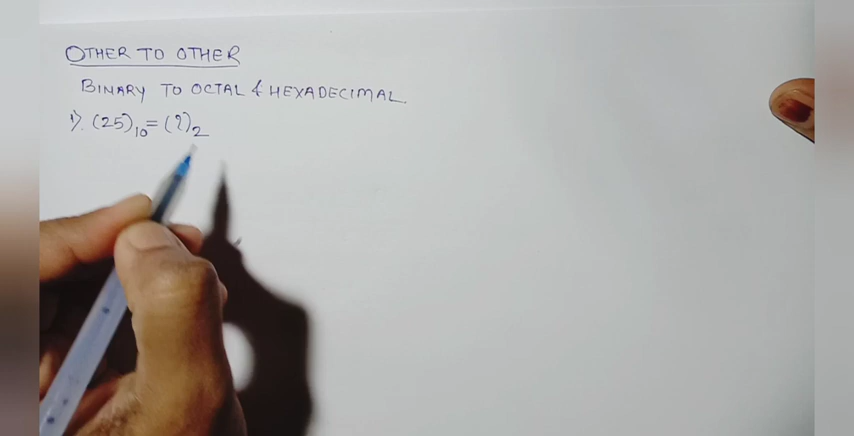 OTHER TO OTHER
BINARY TO OCTAL & HEXADECIMAL.
1). (25)₁₀ = (?)₂